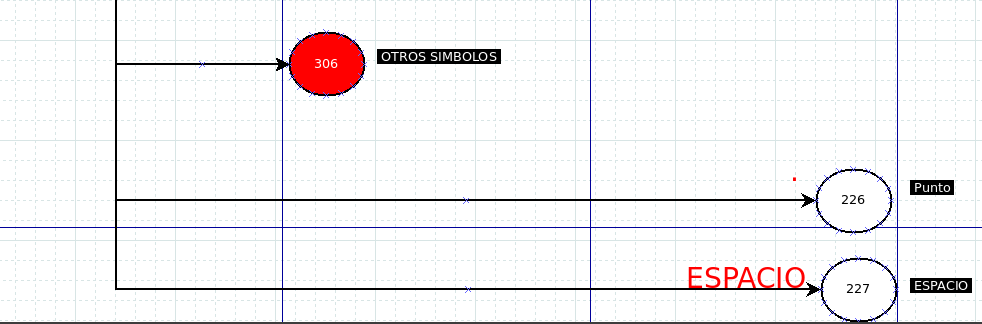 306 OTROS SIMBOLOS
.
226 Punto
ESPACIO 227 ESPACIO